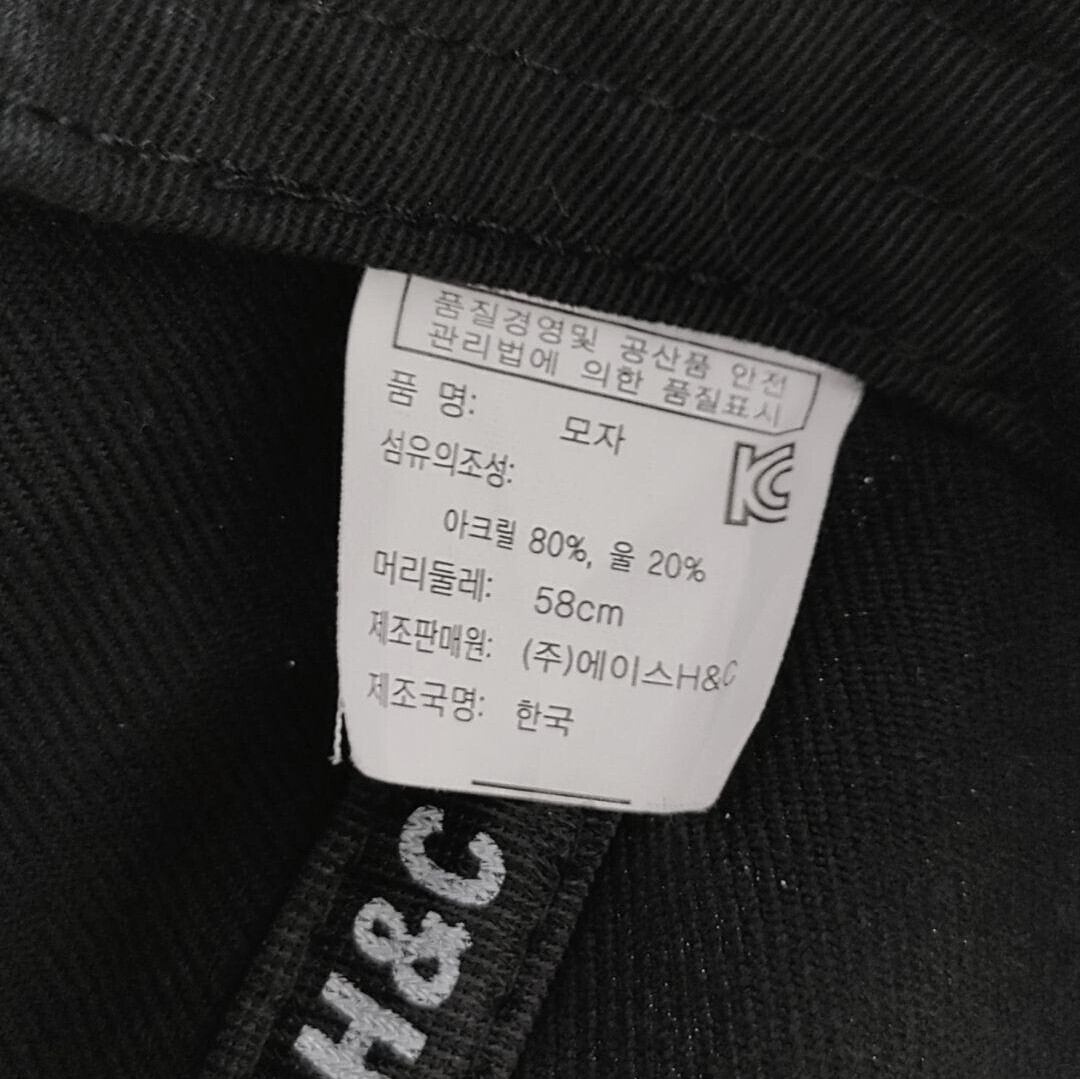 품질경영및 공산품 안전
관리법에 의한 품질표시
품 명: 모자
섬유의조성:
아크릴 80%, 울 20%
머리둘레: 58cm
제조판매원: (주)에이스H&C
제조국명: 한국
KC
H&C